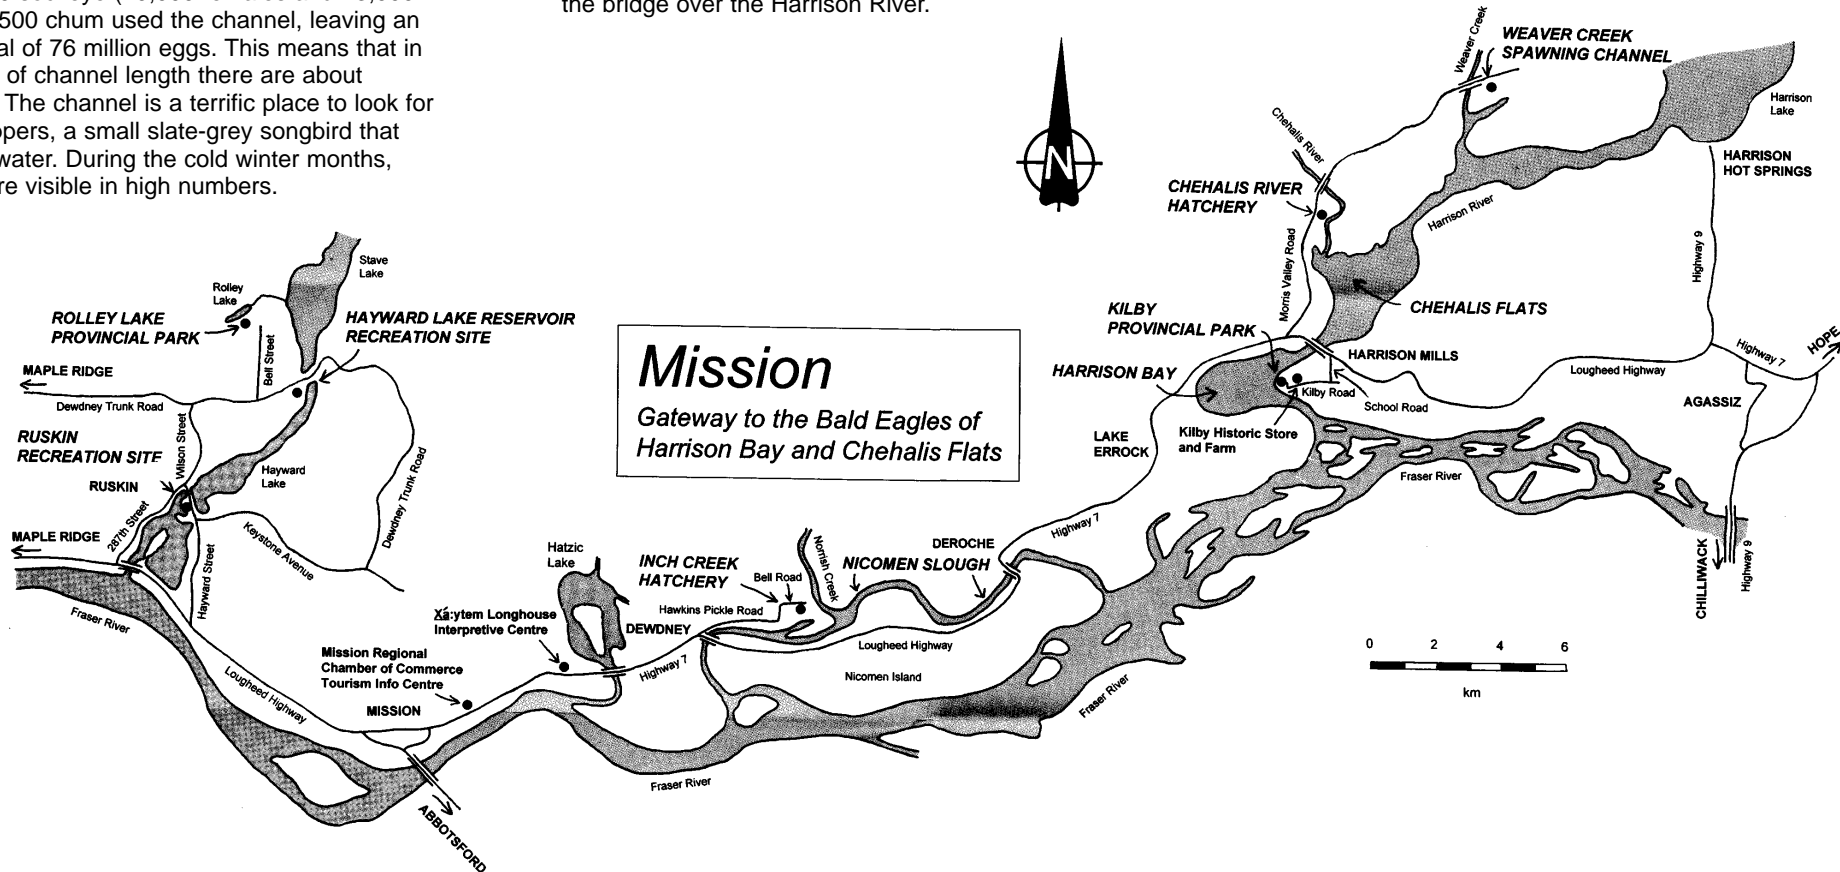 500 chum used the channel, leaving an
of 76 million eggs. This means that in
of channel length there are about
The channel is a terrific place to look for
a small slate-grey songbird that
water. During the cold winter months,
visible in high numbers.
the bridge over the Harrison River.
Weaver Creek
WEAVER CREEK
SPAWNING CHANNEL
Harrison
Lake
Chehalis River
N
HARRISON
HOT SPRINGS
CHEHALIS RIVER
HATCHERY
Harrison River
Morris Valley Road
Highway 9
Stave
Lake
Rolley
Lake
ROLLEY LAKE
PROVINCIAL PARK
HAYWARD LAKE RESERVOIR
RECREATION SITE
Bell Street
KILBY
PROVINCIAL PARK
CHEHALIS FLATS
Mission
Gateway to the Bald Eagles of
Harrison Bay and Chehalis Flats
HARRISON MILLS
Highway 7
HOPE
MAPLE RIDGE
Dewdney Trunk Road
HARRISON BAY
Lougheed Highway
Kilby Road
School Road
AGASSIZ
Kilby Historic Store
and Farm
LAKE
ERROCK
Wilson Street
RUSKIN
RECREATION SITE
RUSKIN
Hayward
Lake
Dewdney Trunk Road
Fraser River
287th Street
Keystone Avenue
MAPLE RIDGE
Hayward Street
Highway 7
CHILLIWACK
Highway 9
Hatzic
Lake
INCH CREEK
HATCHERY
Bell Road
Norrish Creek
DEROCHE
NICOMEN SLOUGH
Hawkins Pickle Road
Fraser River
Xá:ytem Longhouse
Interpretive Centre
DEWDNEY
Lougheed Highway
0 2 4 6
km
Mission Regional
Chamber of Commerce
Tourism Info Centre
Highway 7
Nicomen Island
Lougheed Highway
MISSION
Fraser River
Fraser River
ABBOTSFORD